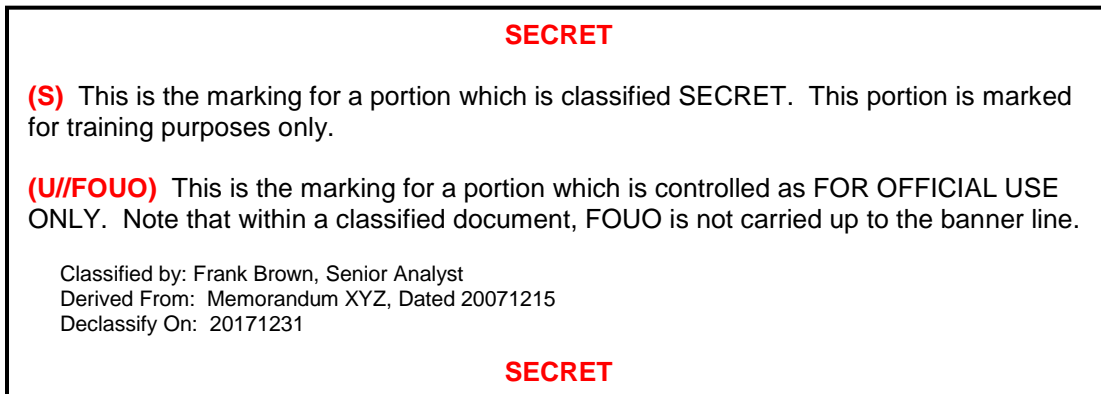 SECRET
(S) This is the marking for a portion which is classified SECRET. This portion is marked
for training purposes only.
(U//FOUO) This is the marking for a portion which is controlled as FOR OFFICIAL USE
ONLY. Note that within a classified document, FOUO is not carried up to the banner line.
Classified by: Frank Brown, Senior Analyst
Derived From: Memorandum XYZ, Dated 20071215
Declassify On: 20171231
SECRET